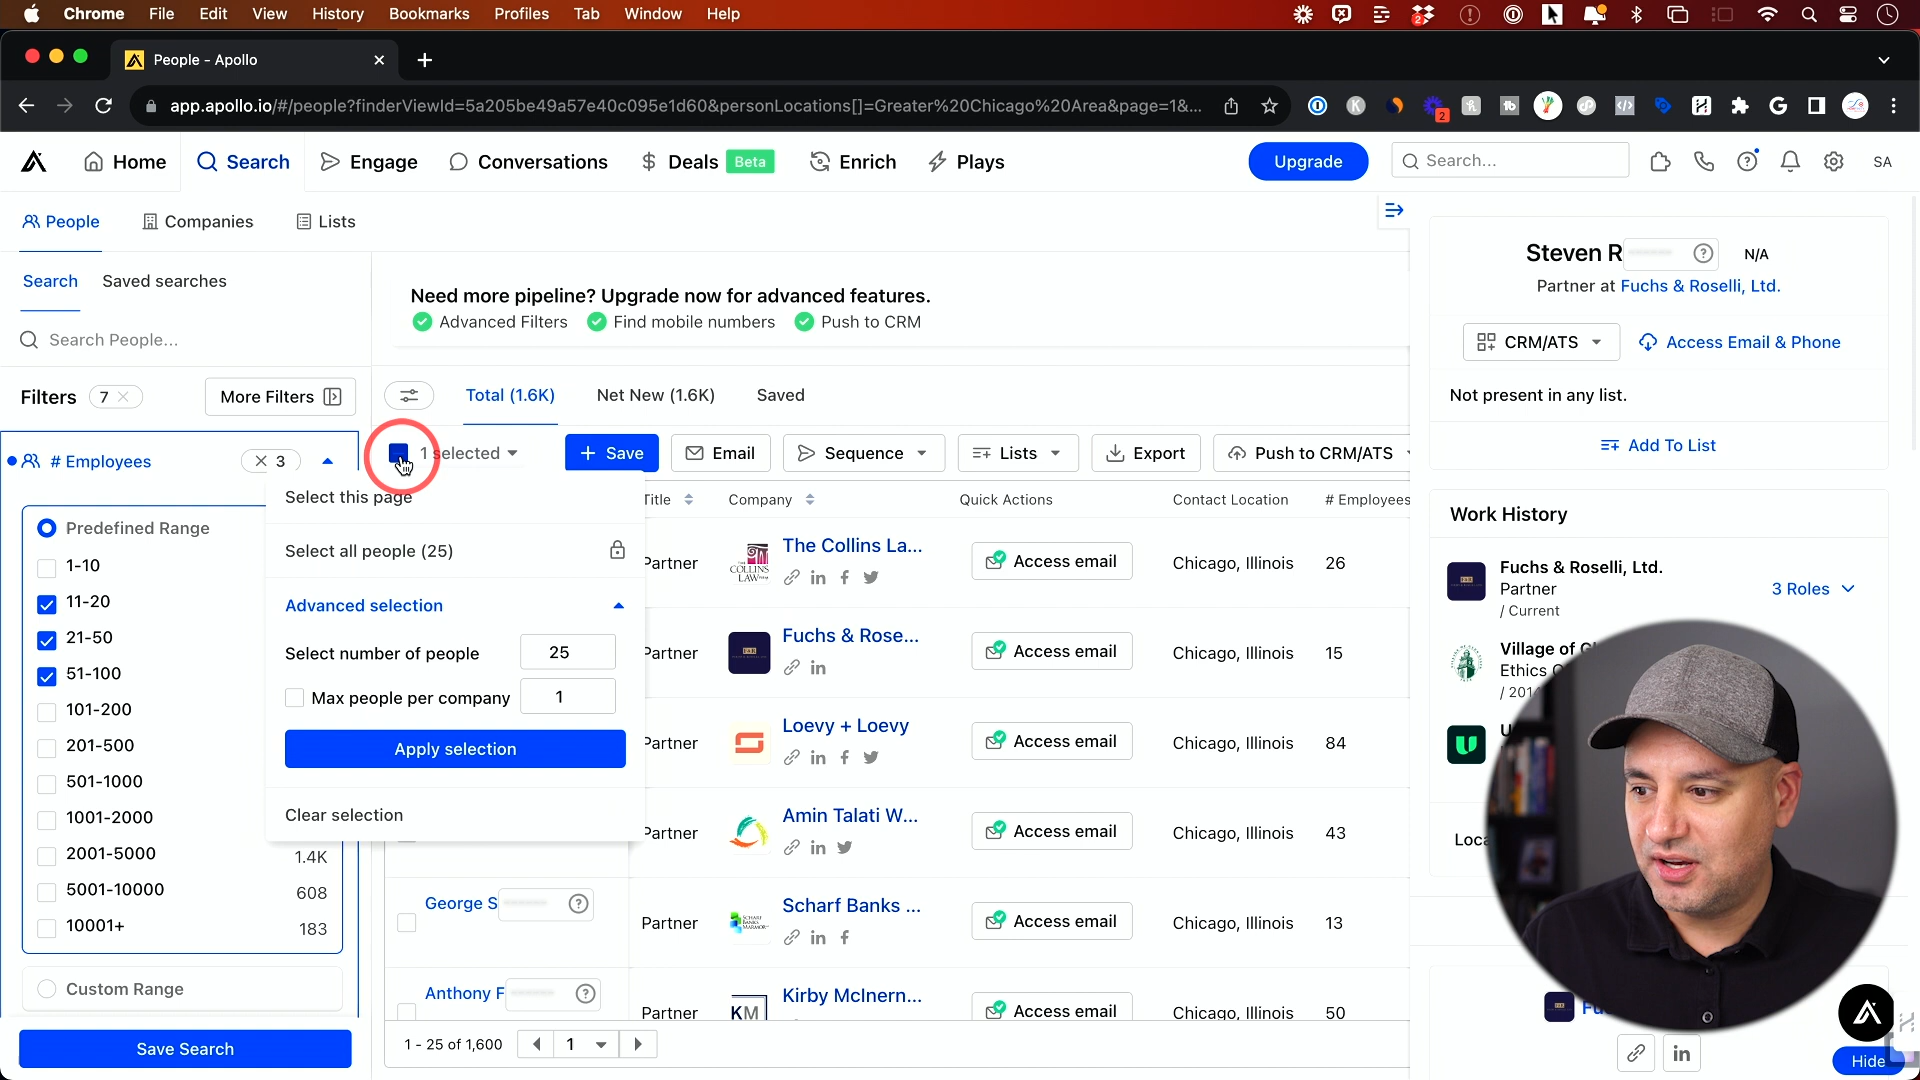 Chrome File Edit View History Bookmarks Profiles Tab Window Help
2
People - Apollo
app.apollo.io/#/people?finderViewId=5a205be49a57e40c095e1d60&personLocations[]=Greater%20Chicago%20Area&page=1&...
2
Home Search Engage Conversations Deals Beta Enrich Plays Upgrade Search... SA
People Companies Lists
Search Saved searches
Search People...
Need more pipeline? Upgrade now for advanced features.
Advanced Filters Find mobile numbers Push to CRM
Filters 7 More Filters
Total (1.6K) Net New (1.6K) Saved
1 selected Save Email Sequence Lists Export Push to CRM/ATS
# Employees 3
Select this page
Title Company Quick Actions Contact Location # Employees
Predefined Range
1-10
11-20
21-50
51-100
101-200
201-500
501-1000
1001-2000
2001-5000 1.4K
5001-10000 608
10001+ 183
Custom Range
Save Search
Select all people (25)
Advanced selection
Select number of people 25
Max people per company 1
Apply selection
Clear selection
Partner THE COLLINS LAW The Collins La... Access email Chicago, Illinois 26
Partner Fuchs & Rose... Access email Chicago, Illinois 15
Partner Loevy + Loevy Access email Chicago, Illinois 84
Partner Amin Talati W... Access email Chicago, Illinois 43
George S Partner Scharf Banks ... Access email Chicago, Illinois 13
Anthony F Partner KM Kirby McInern... Access email Chicago, Illinois 50
1 - 25 of 1,600 1
Steven R N/A
Partner at Fuchs & Roselli, Ltd.
CRM/ATS Access Email & Phone
Not present in any list.
Add To List
Work History
Fuchs & Roselli, Ltd.
Partner
/ Current
3 Roles
Village of
Ethics
/ 201
U
Loca
Fu
Hide